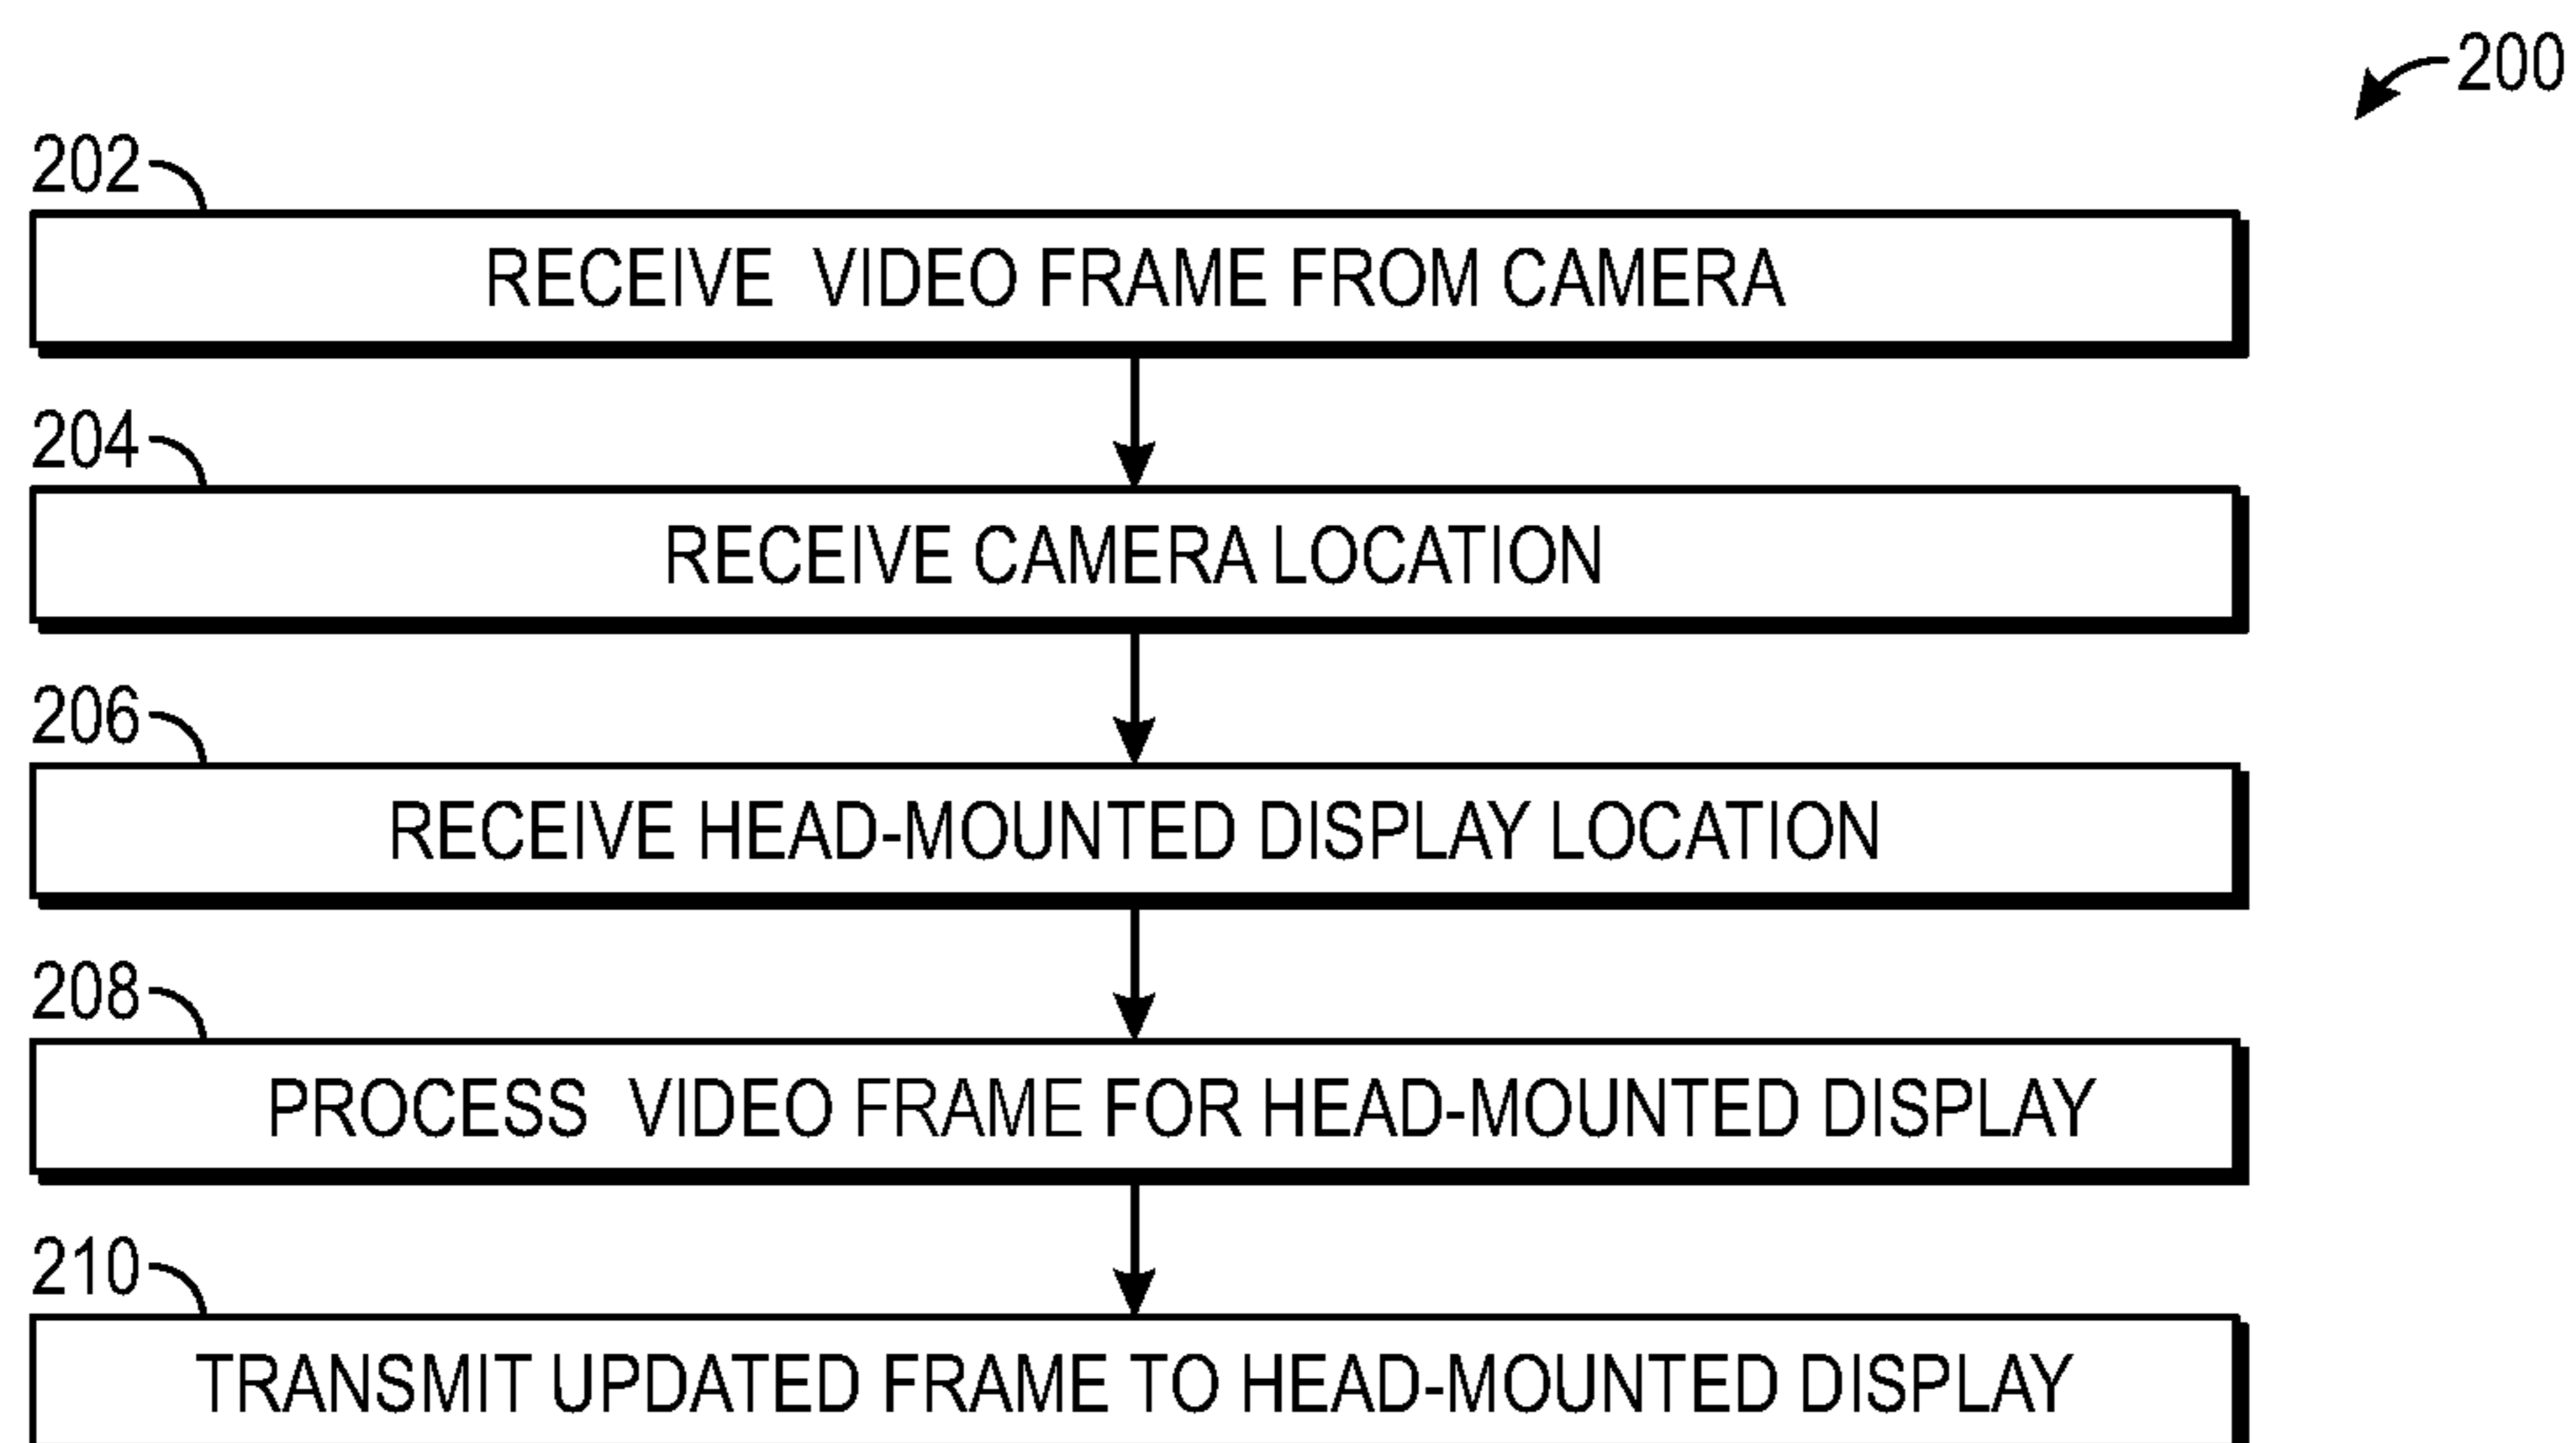 200
202
RECEIVE VIDEO FRAME FROM CAMERA
204
RECEIVE CAMERA LOCATION
206
RECEIVE HEAD-MOUNTED DISPLAY LOCATION
208
PROCESS VIDEO FRAME FOR HEAD-MOUNTED DISPLAY
210
TRANSMIT UPDATED FRAME TO HEAD-MOUNTED DISPLAY